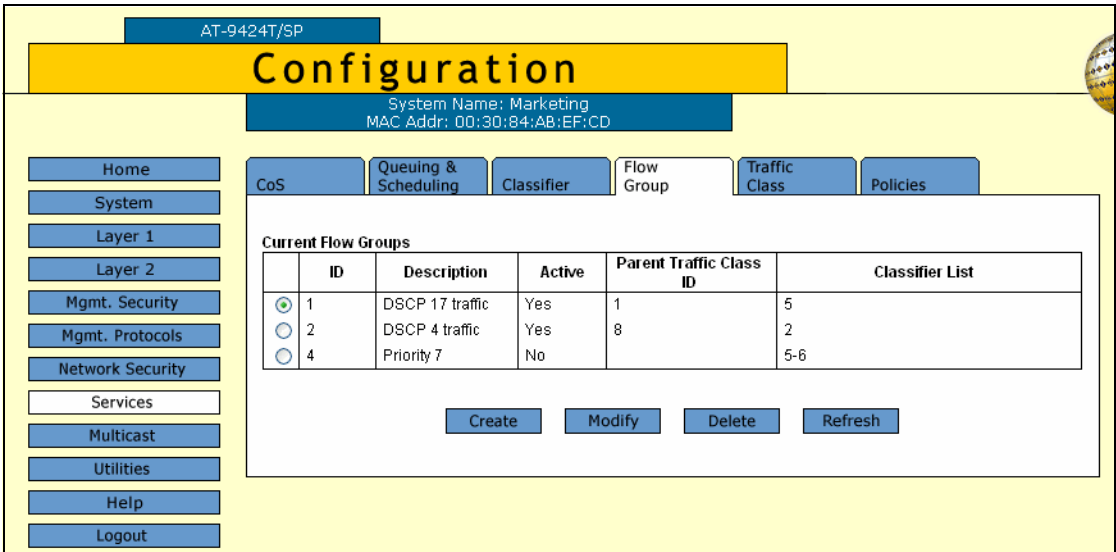 AT-9424T/SP
Configuration
System Name: Marketing
MAC Addr: 00:30:84:AB:EF:CD
Home
System
Layer 1
Layer 2
Mgmt. Security
Mgmt. Protocols
Network Security
Services
Multicast
Utilities
Help
Logout
CoS
Queuing &
Scheduling
Classifier
Flow
Group
Traffic
Class
Policies
Current Flow Groups
ID Description Active Parent Traffic Class ID Classifier List
1 DSCP 17 traffic Yes 1 5
2 DSCP 4 traffic Yes 8 2
4 Priority 7 No 5-6
Create Modify Delete Refresh